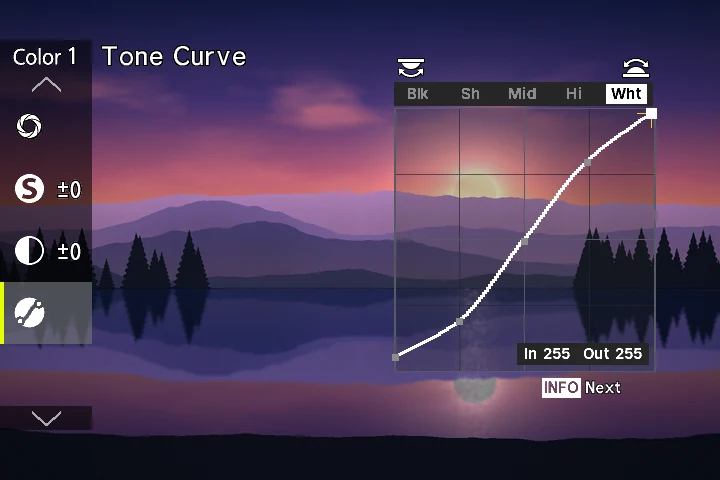 Color 1
Tone Curve
Blk Sh Mid Hi Wht
S ±0
±0
In 255 Out 255
INFO Next